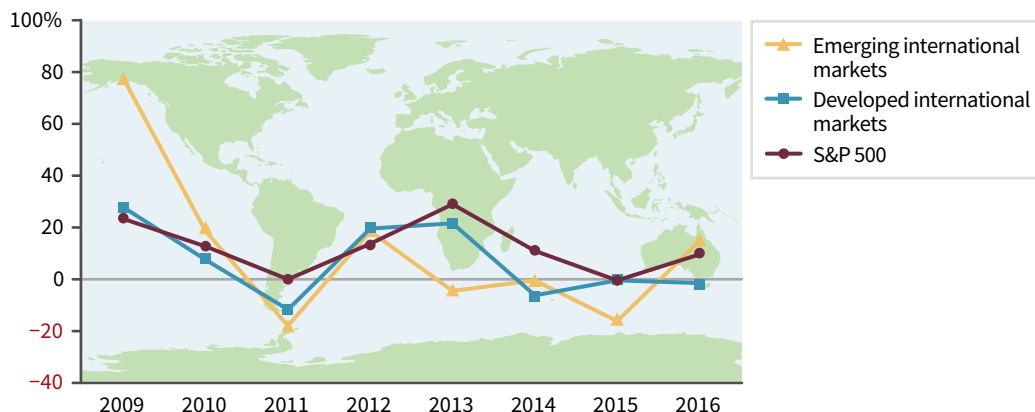 100%
80
60
40
20
0
−20
−40
2009 2010 2011 2012 2013 2014 2015 2016
Emerging international
markets
Developed international
markets
S&P 500